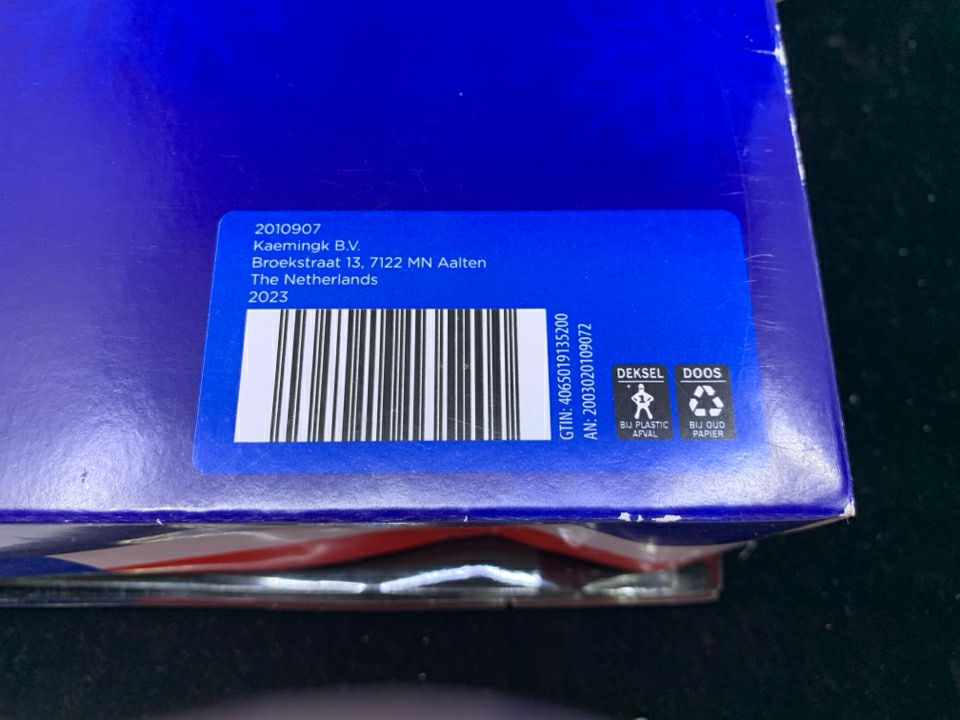 2010907
Kaemingk B.V.
Broekstraat 13, 7122 MN Aalten
The Netherlands
2023
GTIN: 4065019135200
AN: 2003020109072
DEKSEL
1
BIJ PLASTIC
AFVAL
DOOS
BIJ OUD
PAPIER